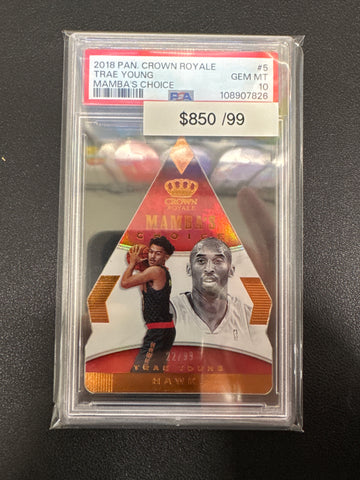 2018 PAN. CROWN ROYALE #5
TRAE YOUNG GEM MT
MAMBA'S CHOICE 10
PSA 108907826
$850 /99
CROWN
ROYALE
MAMBA'S
CHOICE
22/99
TRAE YOUNG
HAWKS